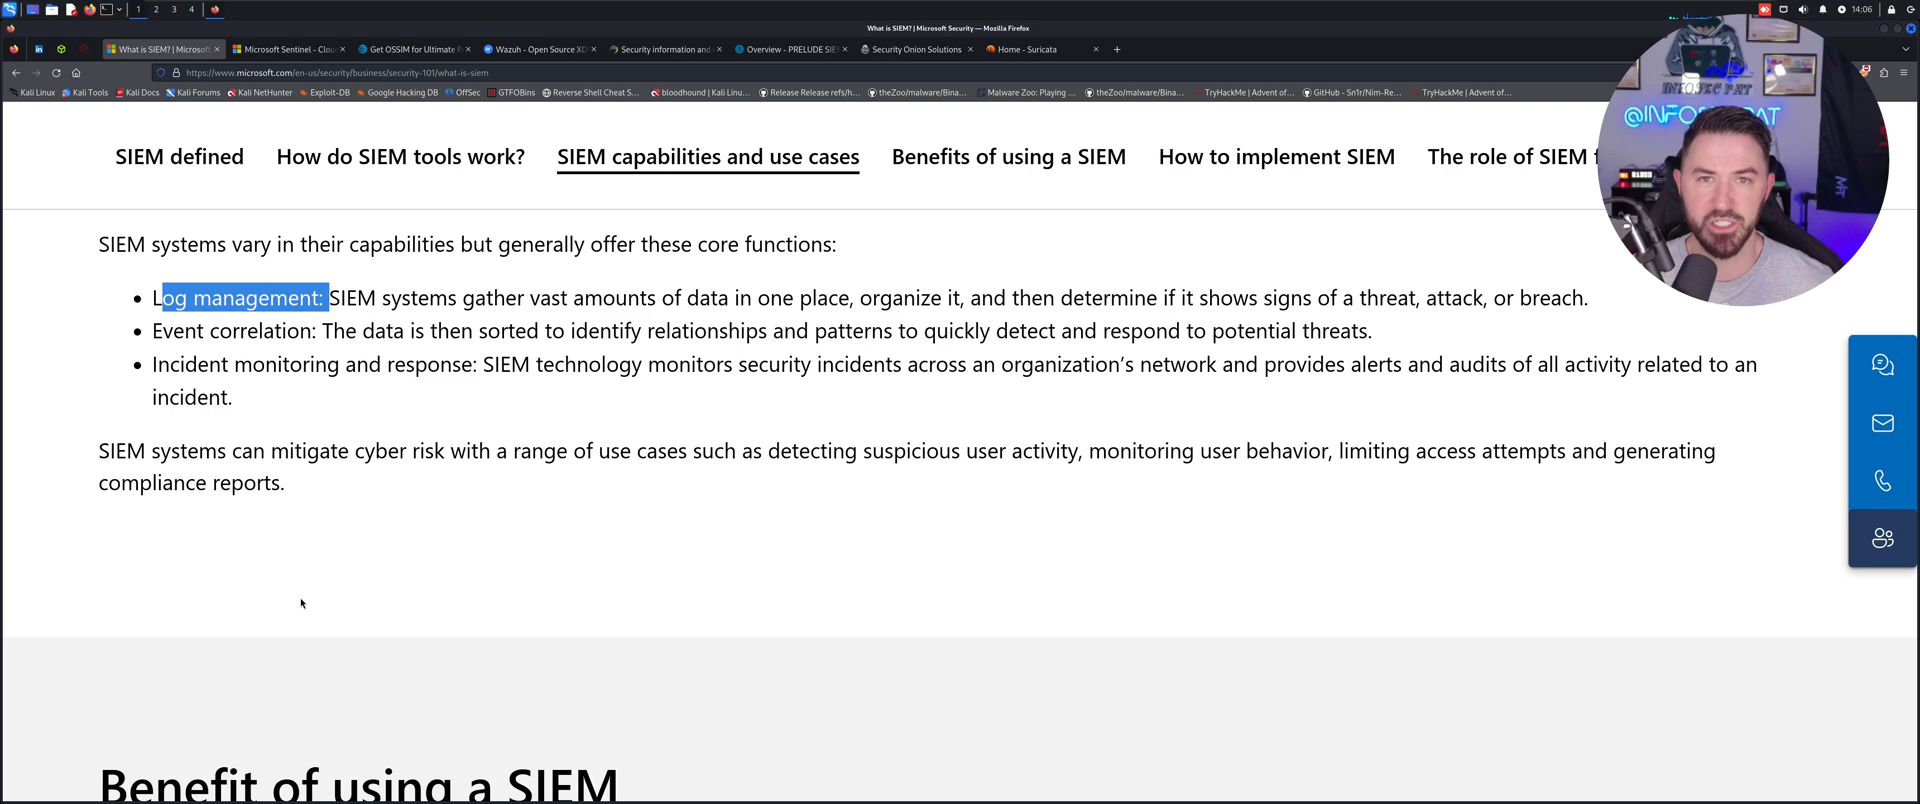 1 2 3 4
14:06
What is SIEM? | Microsoft Security — Mozilla Firefox
What is SIEM? | Microsoft
Microsoft Sentinel - Clou
Get OSSIM for Ultimate P
Wazuh - Open Source XD
Security information and
Overview - PRELUDE SIE
Security Onion Solutions
Home - Suricata
https://www.microsoft.com/en-us/security/business/security-101/what-is-siem
Kali Linux Kali Tools Kali Docs Kali Forums Kali NetHunter Exploit-DB Google Hacking DB OffSec GTFOBins Reverse Shell Cheat S... bloodhound | Kali Linu... Release Release refs/h... theZoo/malware/Bina... Malware Zoo: Playing ... theZoo/malware/Bina... TryHackMe | Advent of... GitHub - Sn1r/Nim-Re... TryHackMe | Advent of...
INFOSEC PAT
SIEM defined How do SIEM tools work? SIEM capabilities and use cases Benefits of using a SIEM How to implement SIEM The role of SIEM f
SIEM systems vary in their capabilities but generally offer these core functions:
• Log management: SIEM systems gather vast amounts of data in one place, organize it, and then determine if it shows signs of a threat, attack, or breach.
• Event correlation: The data is then sorted to identify relationships and patterns to quickly detect and respond to potential threats.
• Incident monitoring and response: SIEM technology monitors security incidents across an organization’s network and provides alerts and audits of all activity related to an
incident.
SIEM systems can mitigate cyber risk with a range of use cases such as detecting suspicious user activity, monitoring user behavior, limiting access attempts and generating
compliance reports.
Benefit of using a SIEM